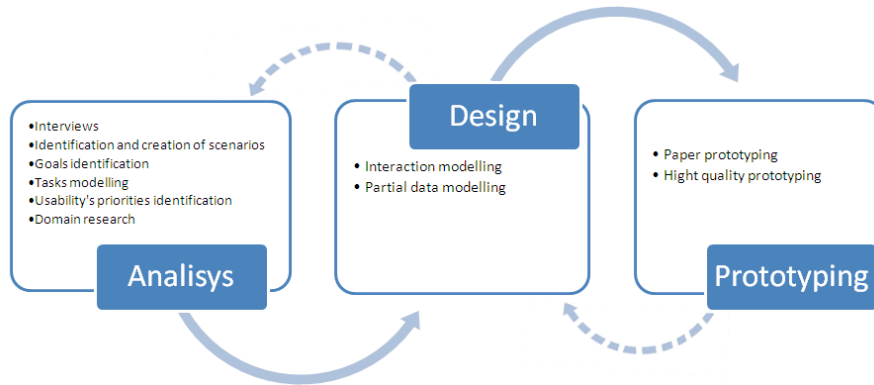 •Interviews
•Identification and creation of scenarios
•Goals identification
•Tasks modelling
•Usability's priorities identification
•Domain research
Analisys
Design
• Interaction modelling
• Partial data modelling
• Paper prototyping
• Hight quality prototyping
Prototyping